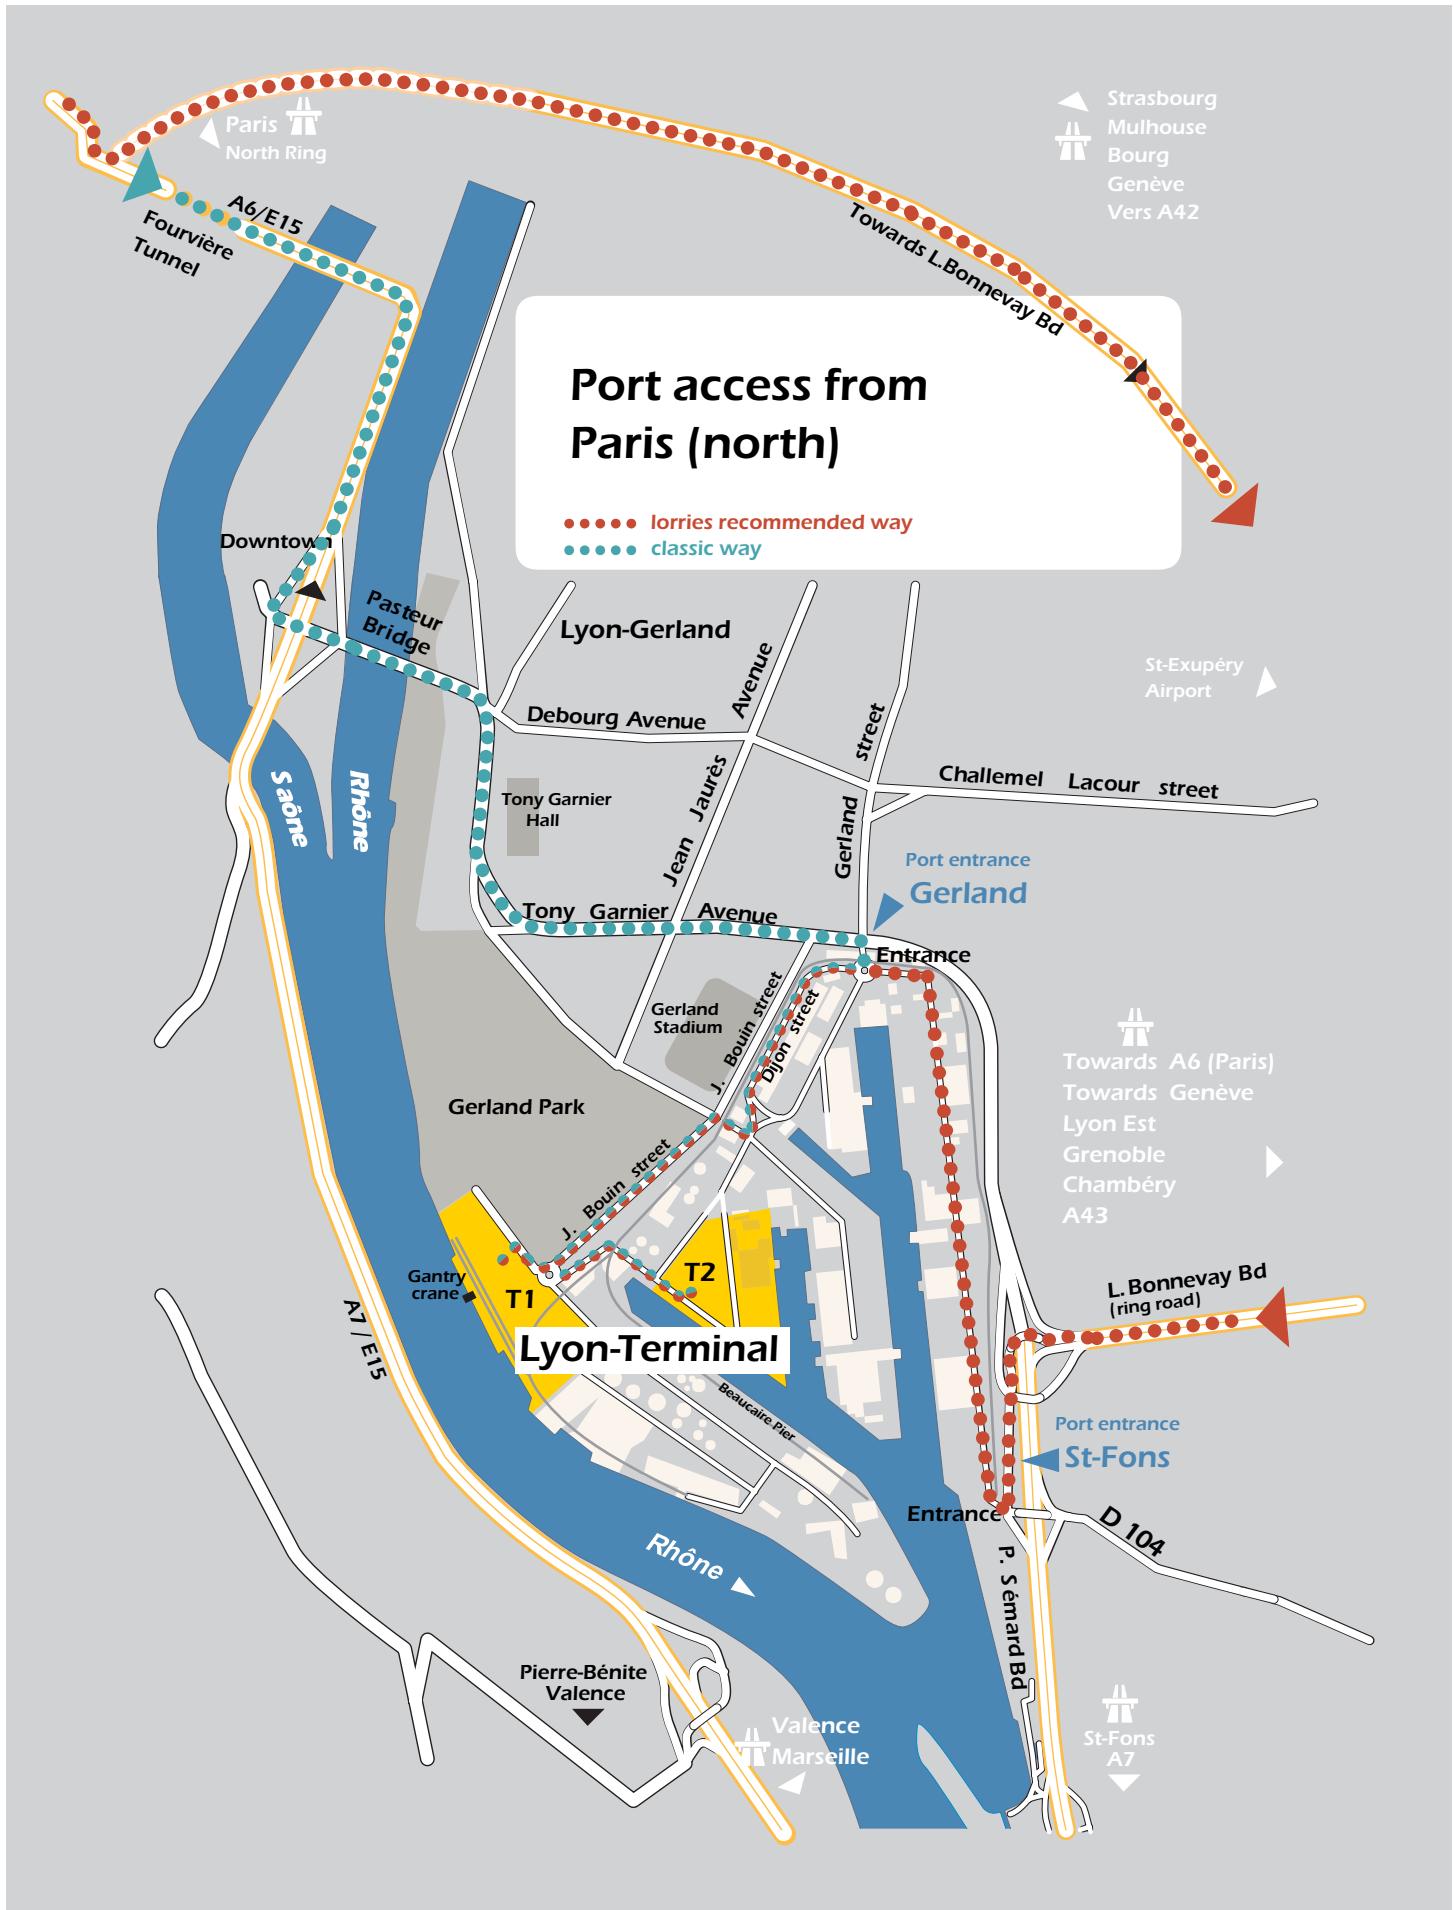 Strasbourg
Mulhouse
Bourg
Genève
Vers A42
Paris
North Ring
A6/E15
Fourvière
Tunnel
Towards L.Bonnevay Bd
Port access from
Paris (north)
lorries recommended way
classic way
Downtown
Pasteur
Bridge
Lyon-Gerland
St-Exupéry
Airport
Debourg Avenue
Jean Jaurès Avenue
Gerland street
Challemel Lacour street
Saône
Rhône
Tony Garnier
Hall
Port entrance
Gerland
Tony Garnier Avenue
Entrance
Gerland
Stadium
J. Bouin street
Dijon street
Towards A6 (Paris)
Towards Genève
Lyon Est
Grenoble
Chambéry
A43
Gerland Park
J. Bouin street
Gantry
crane
T1
T2
Lyon-Terminal
L.Bonnevay Bd
(ring road)
A7 / E15
Beaucaire Pier
Port entrance
St-Fons
Entrance
D 104
Rhône
P. Sémard Bd
Pierre-Bénite
Valence
Valence
Marseille
St-Fons
A7